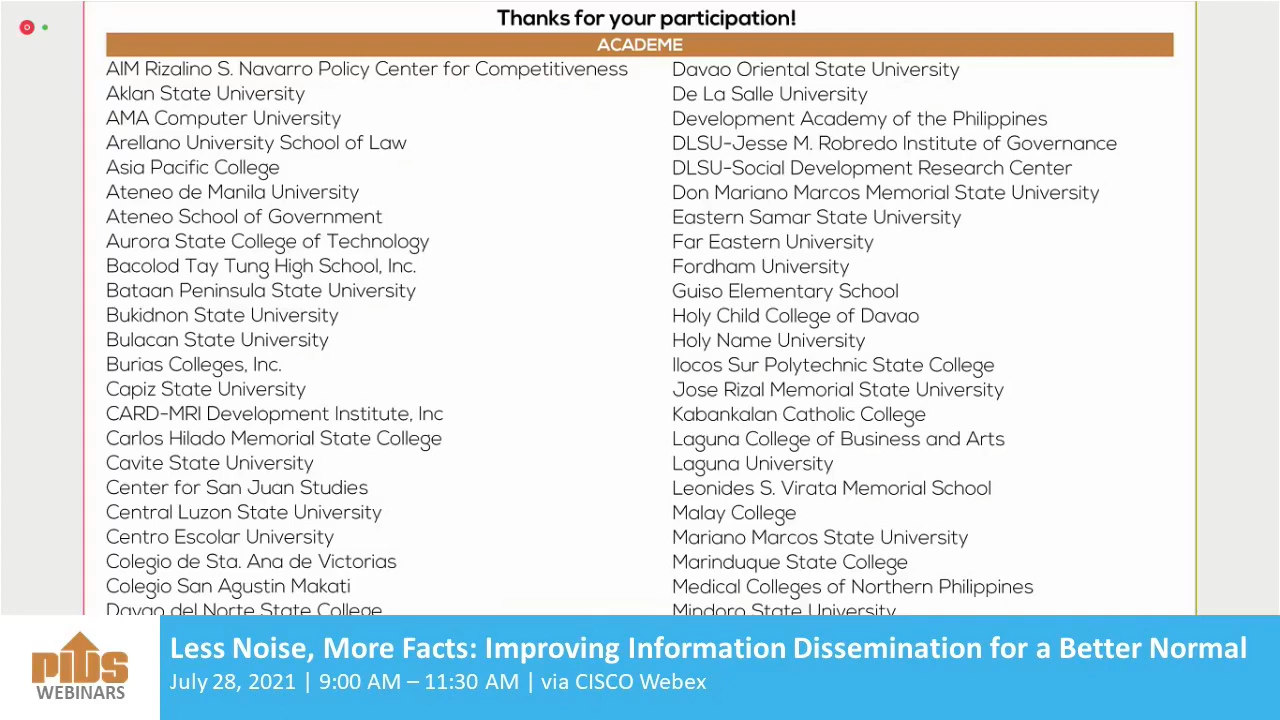 Thanks for your participation!
ACADEME
AIM Rizalino S. Navarro Policy Center for Competitiveness
Aklan State University
AMA Computer University
Arellano University School of Law
Asia Pacific College
Ateneo de Manila University
Ateneo School of Government
Aurora State College of Technology
Bacolod Tay Tung High School, Inc.
Bataan Peninsula State University
Bukidnon State University
Bulacan State University
Burias Colleges, Inc.
Capiz State University
CARD-MRI Development Institute, Inc
Carlos Hilado Memorial State College
Cavite State University
Center for San Juan Studies
Central Luzon State University
Centro Escolar University
Colegio de Sta. Ana de Victorias
Colegio San Agustin Makati
Davao del Norte State College
Davao Oriental State University
De La Salle University
Development Academy of the Philippines
DLSU-Jesse M. Robredo Institute of Governance
DLSU-Social Development Research Center
Don Mariano Marcos Memorial State University
Eastern Samar State University
Far Eastern University
Fordham University
Guiso Elementary School
Holy Child College of Davao
Holy Name University
Ilocos Sur Polytechnic State College
Jose Rizal Memorial State University
Kabankalan Catholic College
Laguna College of Business and Arts
Laguna University
Leonides S. Virata Memorial School
Malay College
Mariano Marcos State University
Marinduque State College
Medical Colleges of Northern Philippines
Mindoro State University
PIDS
WEBINARS
Less Noise, More Facts: Improving Information Dissemination for a Better Normal
July 28, 2021 | 9:00 AM – 11:30 AM | via CISCO Webex